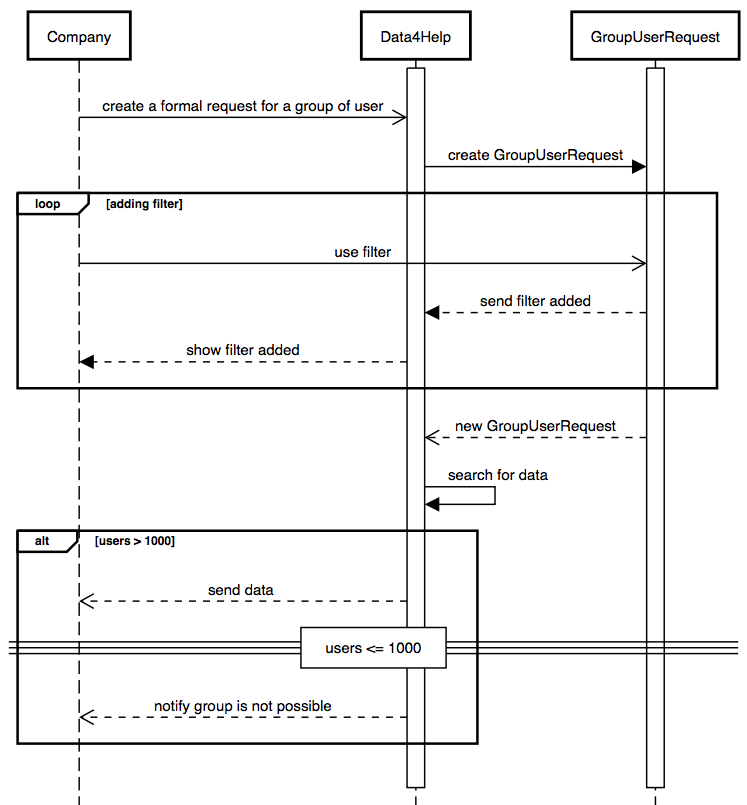 Company
Data4Help
GroupUserRequest
create a formal request for a group of user
create GroupUserRequest
loop
[adding filter]
use filter
send filter added
show filter added
new GroupUserRequest
search for data
alt
[users > 1000]
send data
users <= 1000
notify group is not possible